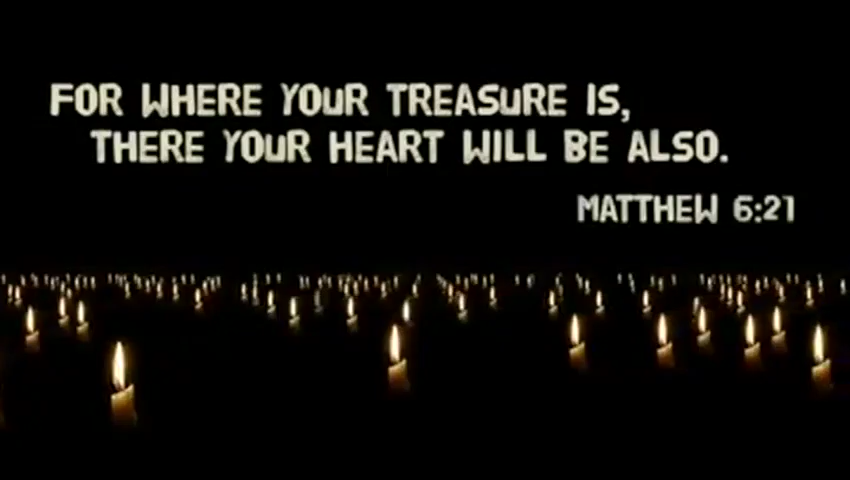 FOR WHERE YOUR TREASURE IS,
THERE YOUR HEART WILL BE ALSO.
MATTHEW 6:21